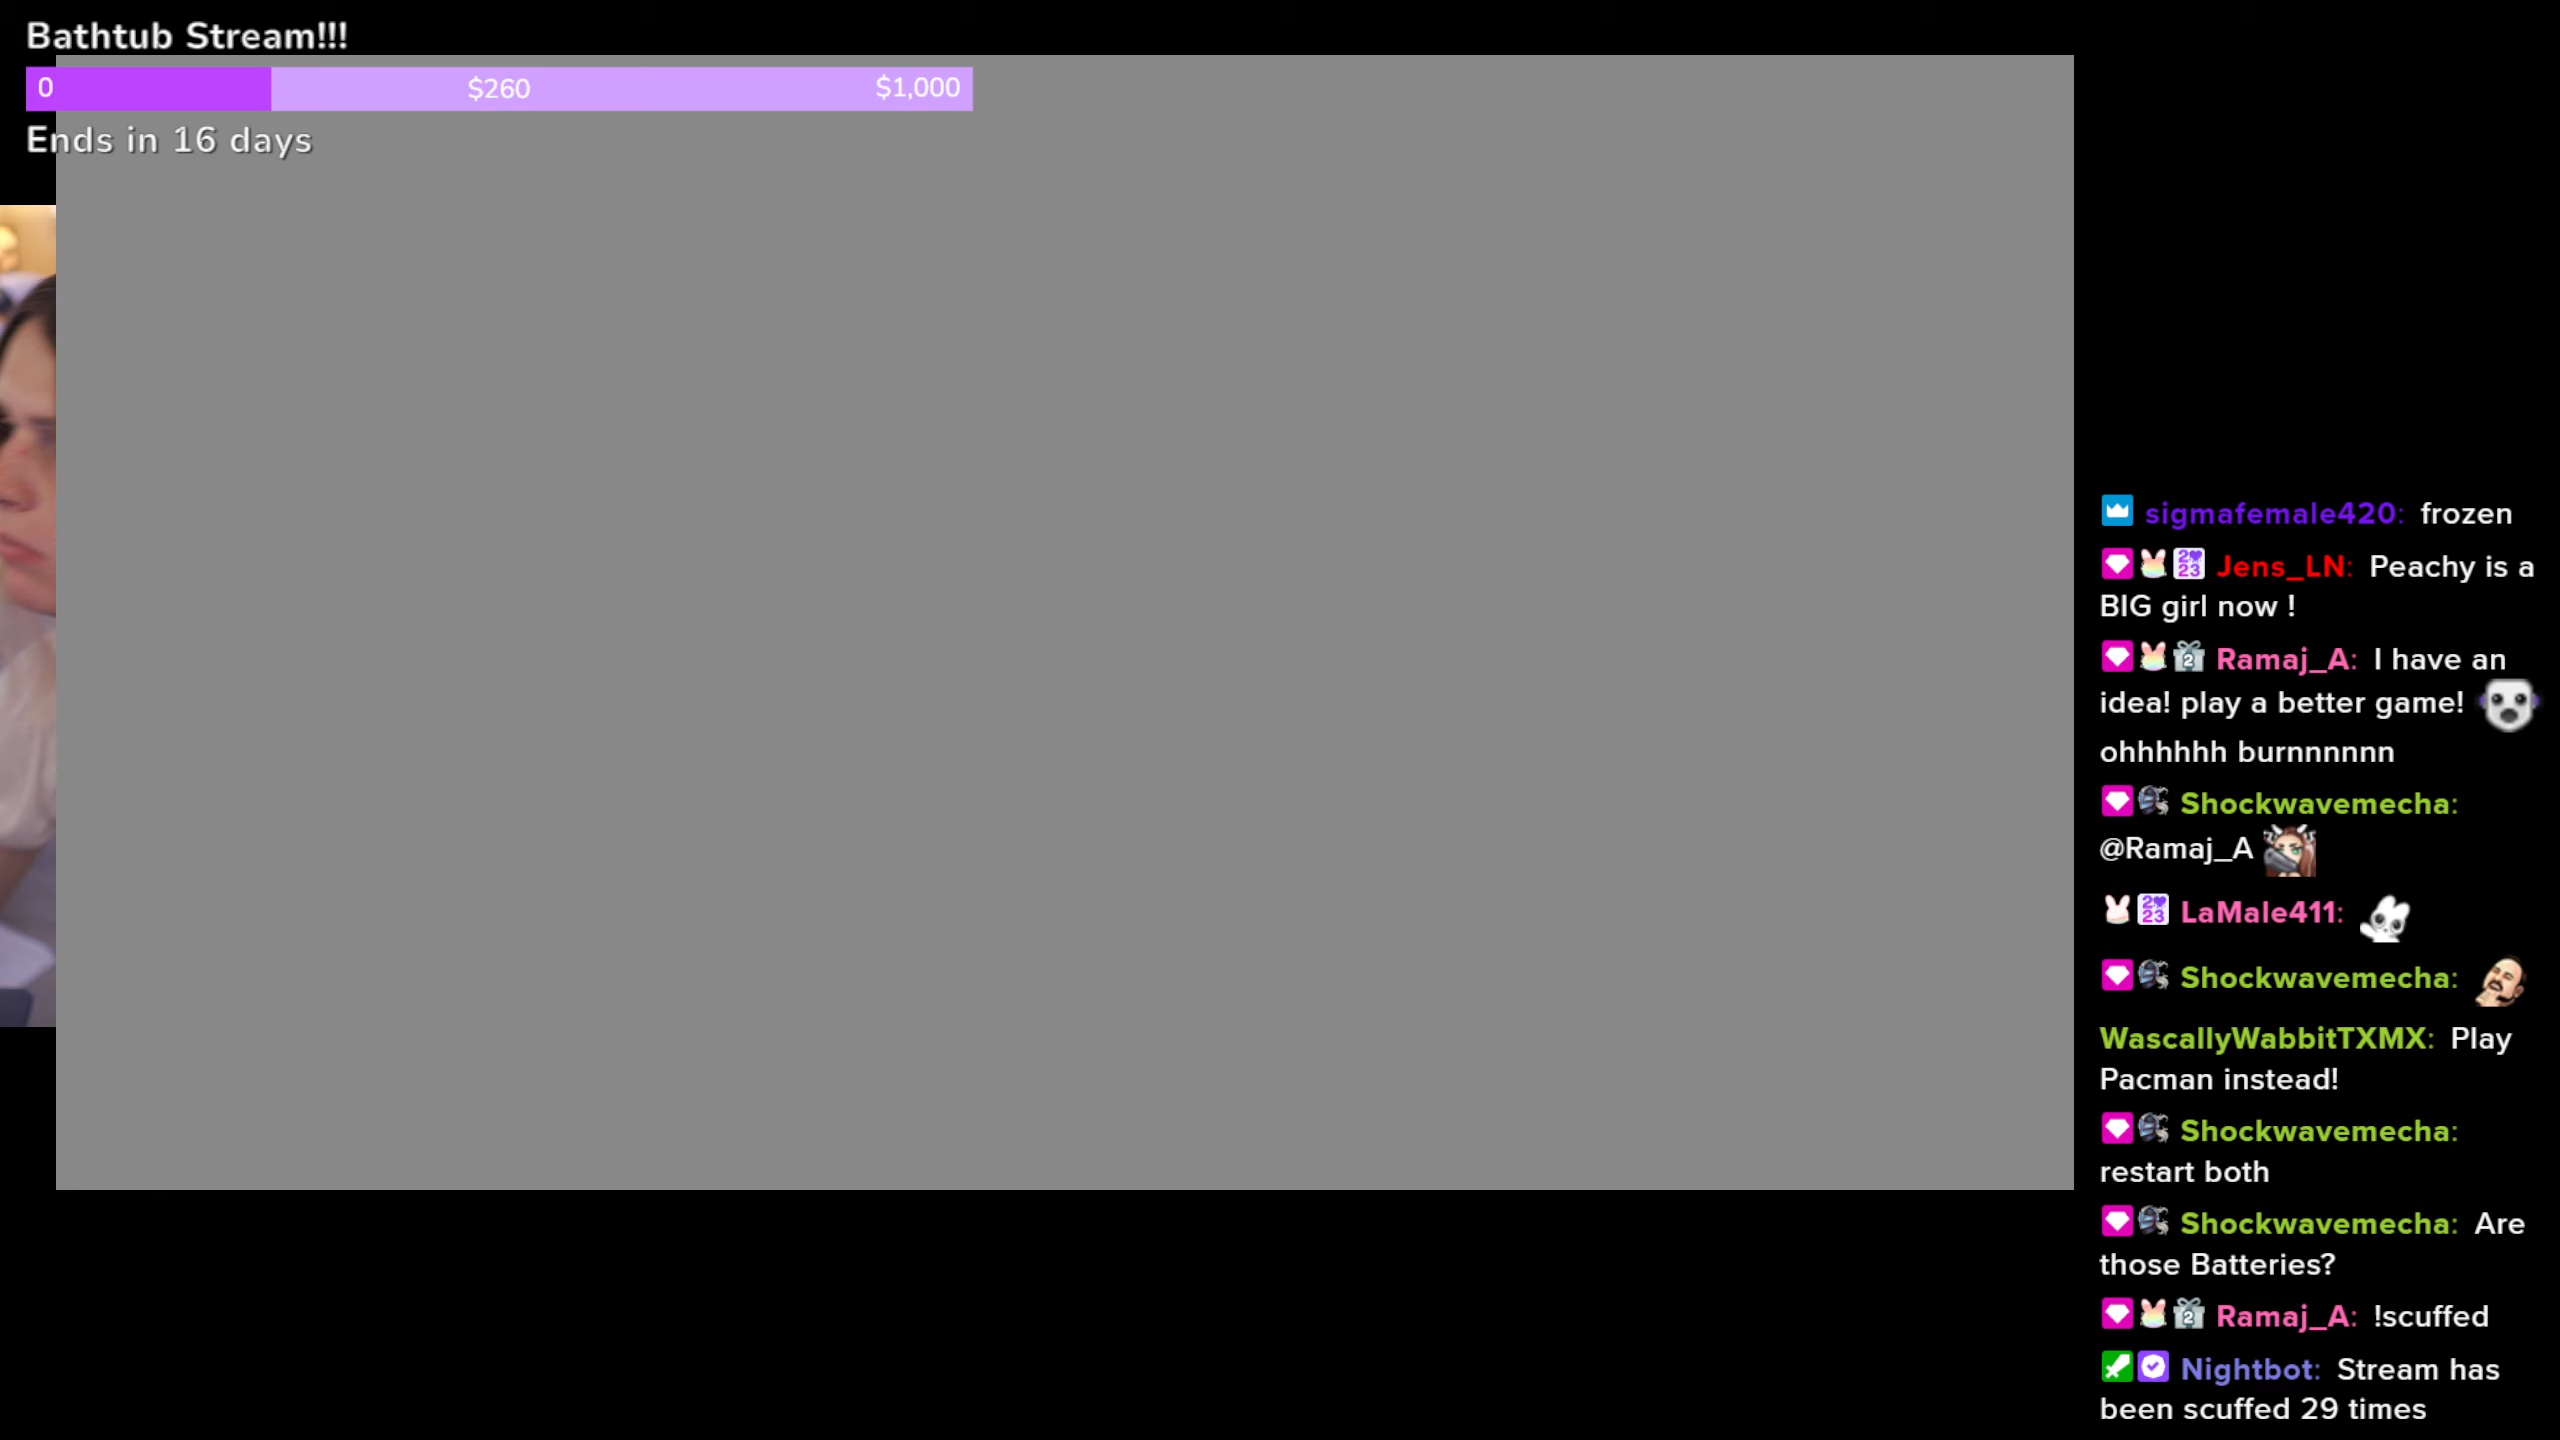 Bathtub Stream!!!
0 $260 $1,000
Ends in 16 days
sigmafemale420: frozen
Jens_LN: Peachy is a
BIG girl now !
Ramaj_A: I have an
idea! play a better game!
ohhhhhh burnnnnnn
Shockwavemecha:
@Ramaj_A
LaMale411:
Shockwavemecha:
WascallyWabbitTXMX: Play
Pacman instead!
Shockwavemecha:
restart both
Shockwavemecha: Are
those Batteries?
Ramaj_A: !scuffed
Nightbot: Stream has
been scuffed 29 times